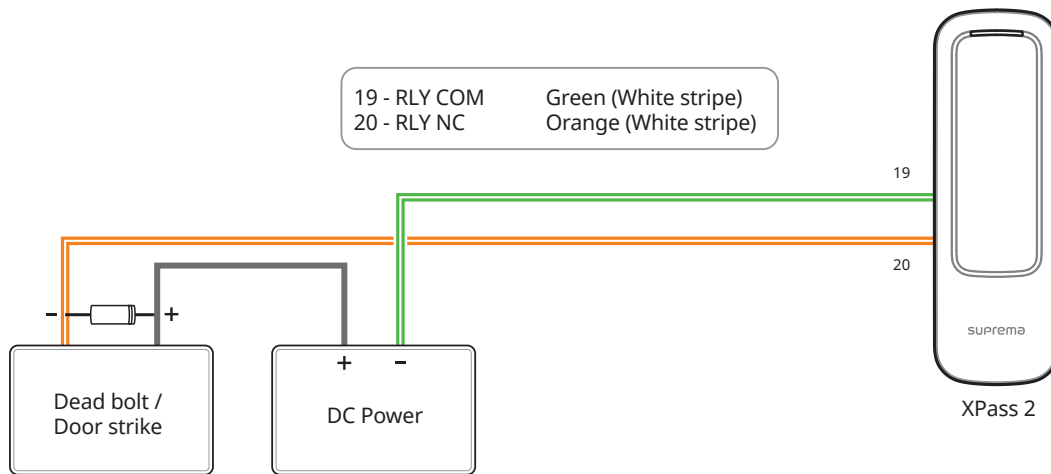 19 - RLY COM Green (White stripe)
20 - RLY NC Orange (White stripe)
19
20
- +
+ -
Dead bolt /
Door strike
DC Power
suprema
XPass 2